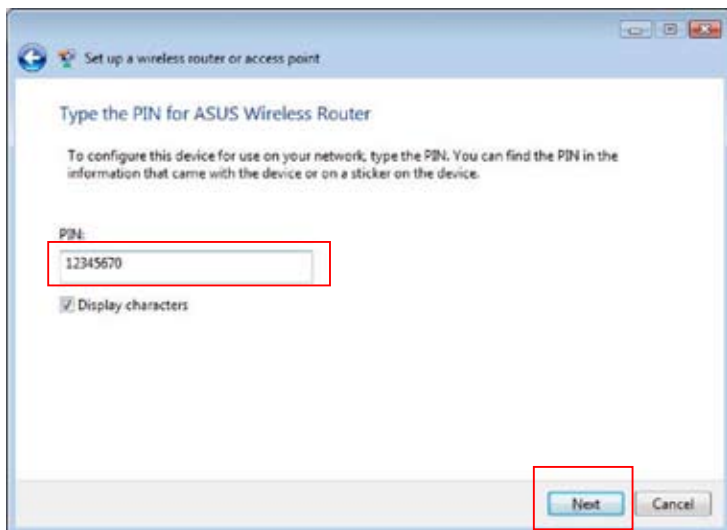 Set up a wireless router or access point
Type the PIN for ASUS Wireless Router
To configure this device for use on your network, type the PIN. You can find the PIN in the
information that came with the device or on a sticker on the device.
PIN:
12345670
Display characters
Next Cancel